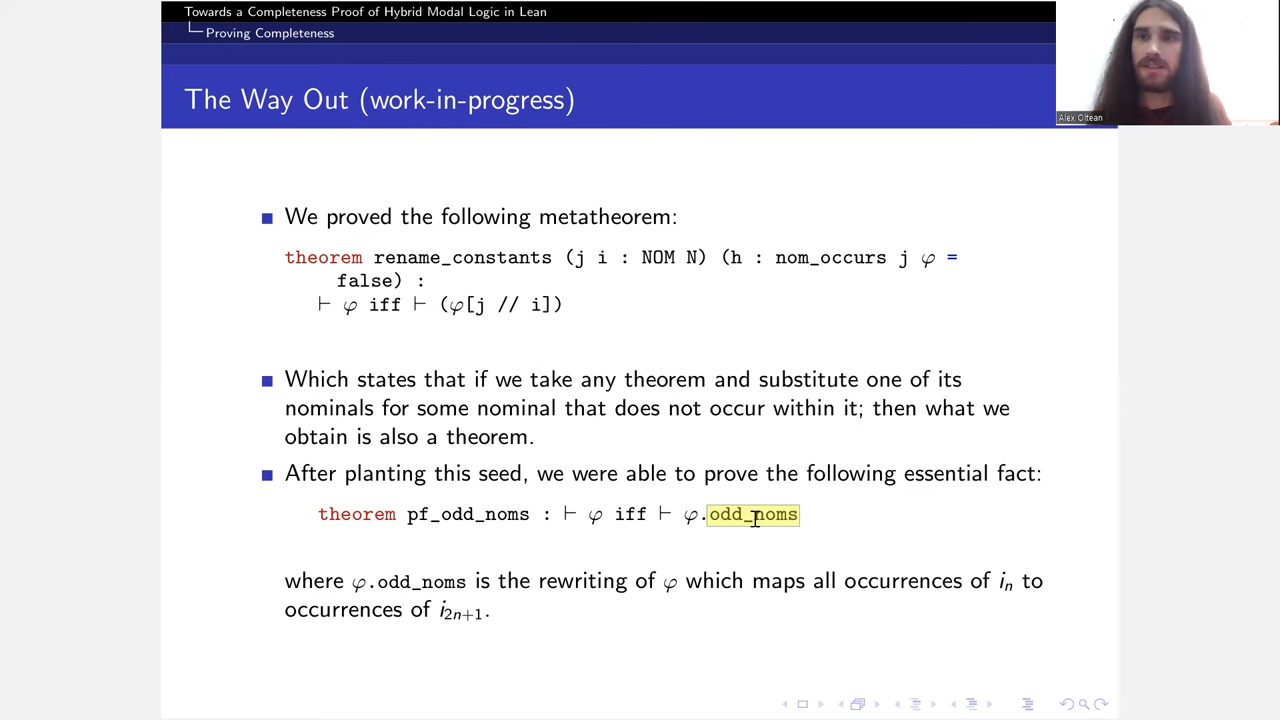 Towards a Completeness Proof of Hybrid Modal Logic in Lean
Proving Completeness
The Way Out (work-in-progress)
Alex Oltean
We proved the following metatheorem:
theorem rename_constants (j i : NOM N) (h : nom_occurs j φ =
false) :
⊢ φ iff ⊢ (φ[j // i])
Which states that if we take any theorem and substitute one of its
nominals for some nominal that does not occur within it; then what we
obtain is also a theorem.
After planting this seed, we were able to prove the following essential fact:
theorem pf_odd_noms : ⊢ φ iff ⊢ φ.odd_noms
where φ.odd_noms is the rewriting of φ which maps all occurrences of iₙ to
occurrences of i₂ₙ₊₁.